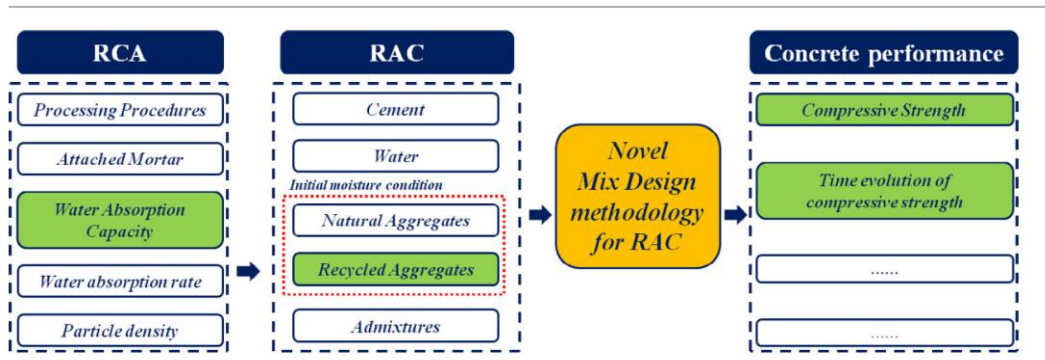 RCA
Processing Procedures
Attached Mortar
Water Absorption
Capacity
Water absorption rate
Particle density
RAC
Cement
Water
Initial moisture condition
Natural Aggregates
Recycled Aggregates
Admixtures
Novel
Mix Design
methodology
for RAC
Concrete performance
Compressive Strength
Time evolution of
compressive strength
......
......